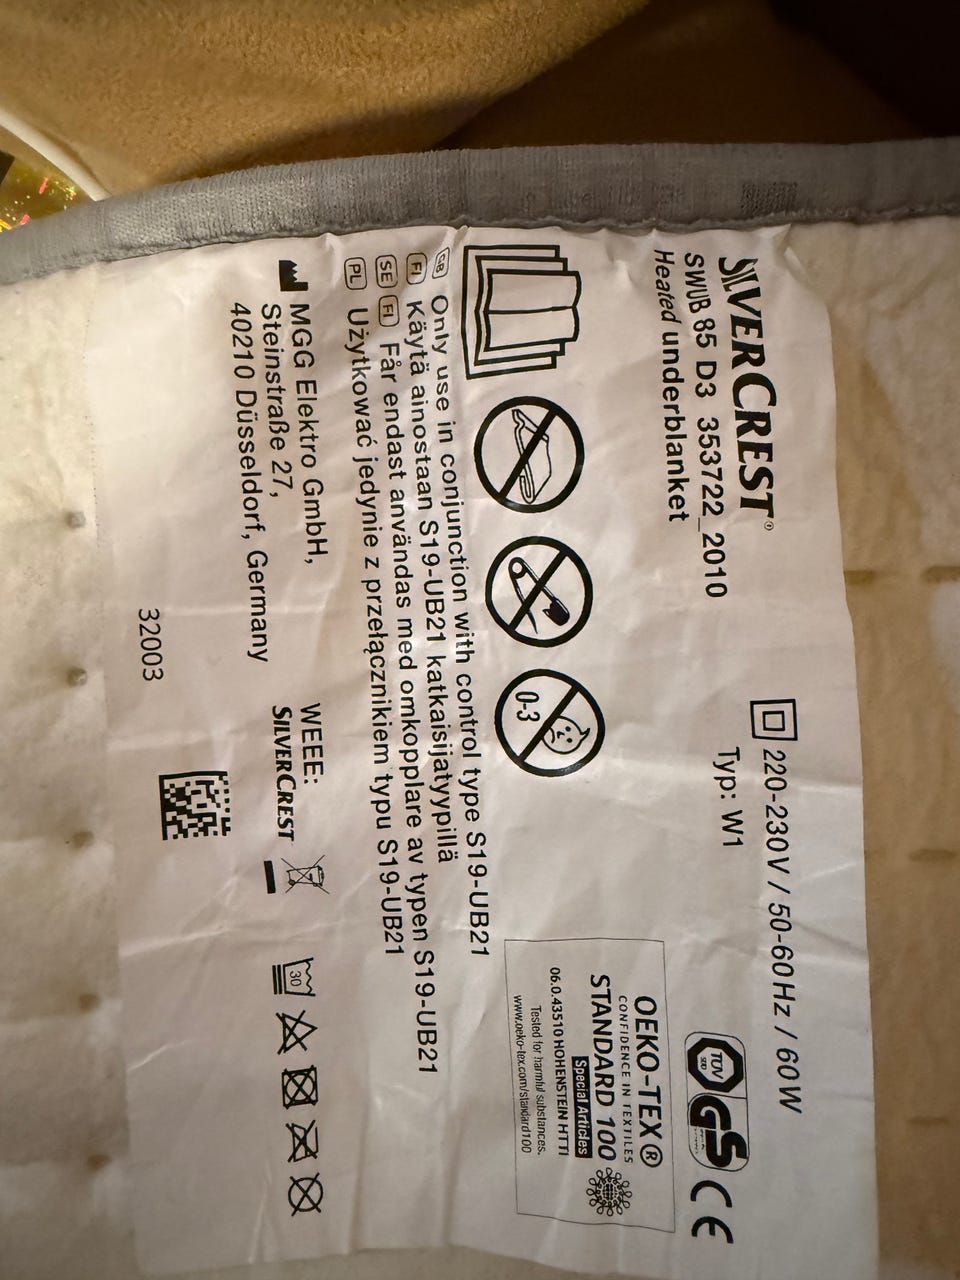 SILVERCREST®
SWUB 85 D3 353722_2010
Heated underblanket
220-230V / 50-60Hz / 60W
Typ: W1
TÜV
SÜD
GS
CE
0-3
OEKO-TEX®
CONFIDENCE IN TEXTILES
STANDARD 100
Special Articles
06.0.43510 HOHENSTEIN HTTI
Tested for harmful substances.
www.oeko-tex.com/standard100
GB Only use in conjunction with control type S19-UB21
FI Käytä ainostaan S19-UB21 katkaisijatyypillä
SE FI Får endast användas med omkopplare av typen S19-UB21
PL Użytkować jedynie z przełącznikiem typu S19-UB21
MGG Elektro GmbH,
Steinstraße 27,
40210 Düsseldorf, Germany
WEEE:
SILVERCREST
30
32003